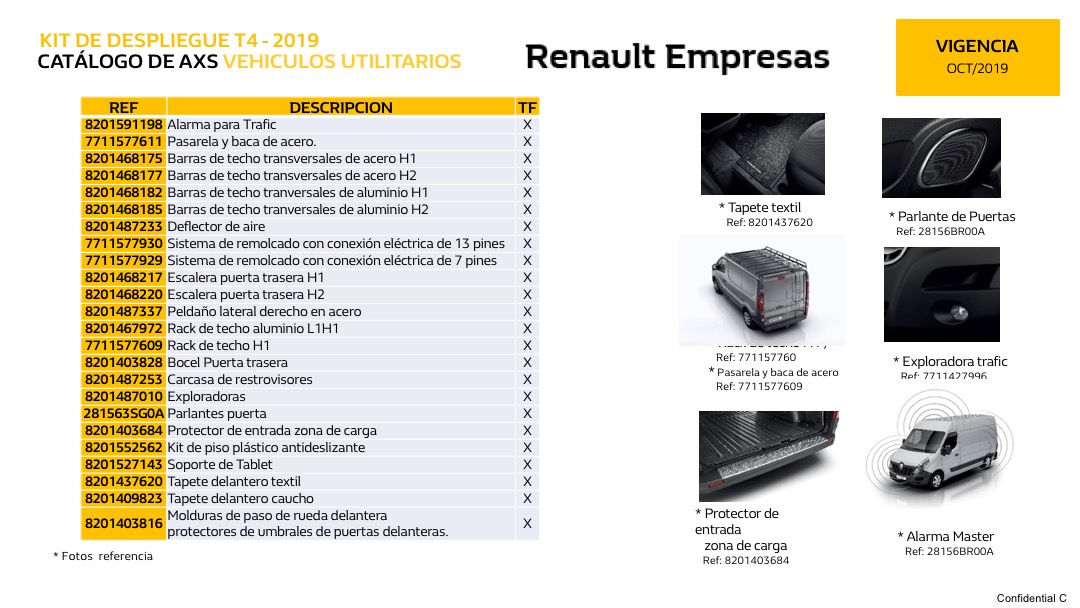 KIT DE DESPLIEGUE T4 - 2019
CATÁLOGO DE AXS VEHICULOS UTILITARIOS
Renault Empresas
VIGENCIA
OCT/2019
REF DESCRIPCION TF
8201591198 Alarma para Trafic X
7711577611 Pasarela y baca de acero. X
8201468175 Barras de techo transversales de acero H1 X
8201468177 Barras de techo transversales de acero H2 X
8201468182 Barras de techo tranversales de aluminio H1 X
8201468185 Barras de techo tranversales de aluminio H2 X
8201487233 Deflector de aire X
7711577930 Sistema de remolcado con conexión eléctrica de 13 pines X
7711577929 Sistema de remolcado con conexión eléctrica de 7 pines X
8201468217 Escalera puerta trasera H1 X
8201468220 Escalera puerta trasera H2 X
8201487337 Peldaño lateral derecho en acero X
8201467972 Rack de techo aluminio L1H1 X
7711577609 Rack de techo H1 X
8201403828 Bocel Puerta trasera X
8201487253 Carcasa de restrovisores X
8201487010 Exploradoras X
281563SG0A Parlantes puerta X
8201403684 Protector de entrada zona de carga X
8201552562 Kit de piso plástico antideslizante X
8201527143 Soporte de Tablet X
8201437620 Tapete delantero textil X
8201409823 Tapete delantero caucho X
8201403816 Molduras de paso de rueda delantera
protectores de umbrales de puertas delanteras. X
* Fotos referencia
* Tapete textil
Ref: 8201437620
* Parlante de Puertas
Ref: 28156BR00A
Ref: 771157760
* Pasarela y baca de acero
Ref: 7711577609
* Exploradora trafic
Ref: 7711427996
* Protector de
entrada
zona de carga
Ref: 8201403684
* Alarma Master
Ref: 28156BR00A
Confidential C